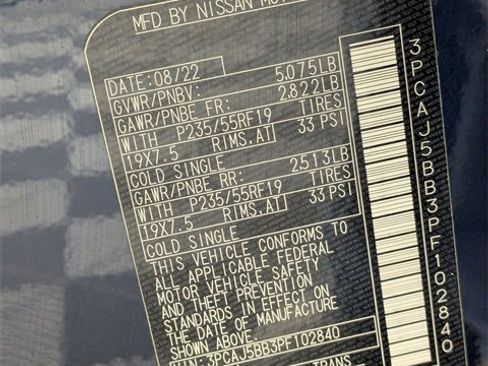 MFD BY NISSAN MOT
DATE:08/22
GVWR/PNBV: 5,075LB
GAWR/PNBE FR: 2,822LB
WITH P235/55RF19 TIRES
19X7.5 RIMS.AT 33 PSI
COLD SINGLE
GAWR/PNBE RR: 2,513LB
WITH P235/55RF19 TIRES
19X7.5 RIMS.AT 33 PSI
COLD SINGLE
THIS VEHICLE CONFORMS TO
ALL APPLICABLE FEDERAL
MOTOR VEHICLE SAFETY
AND THEFT PREVENTION
STANDARDS IN EFFECT ON
THE DATE OF MANUFACTURE
SHOWN ABOVE.
VIN: 3PCAJ5BB3PF102840
TRANS
3PCAJ5BB3PF102840